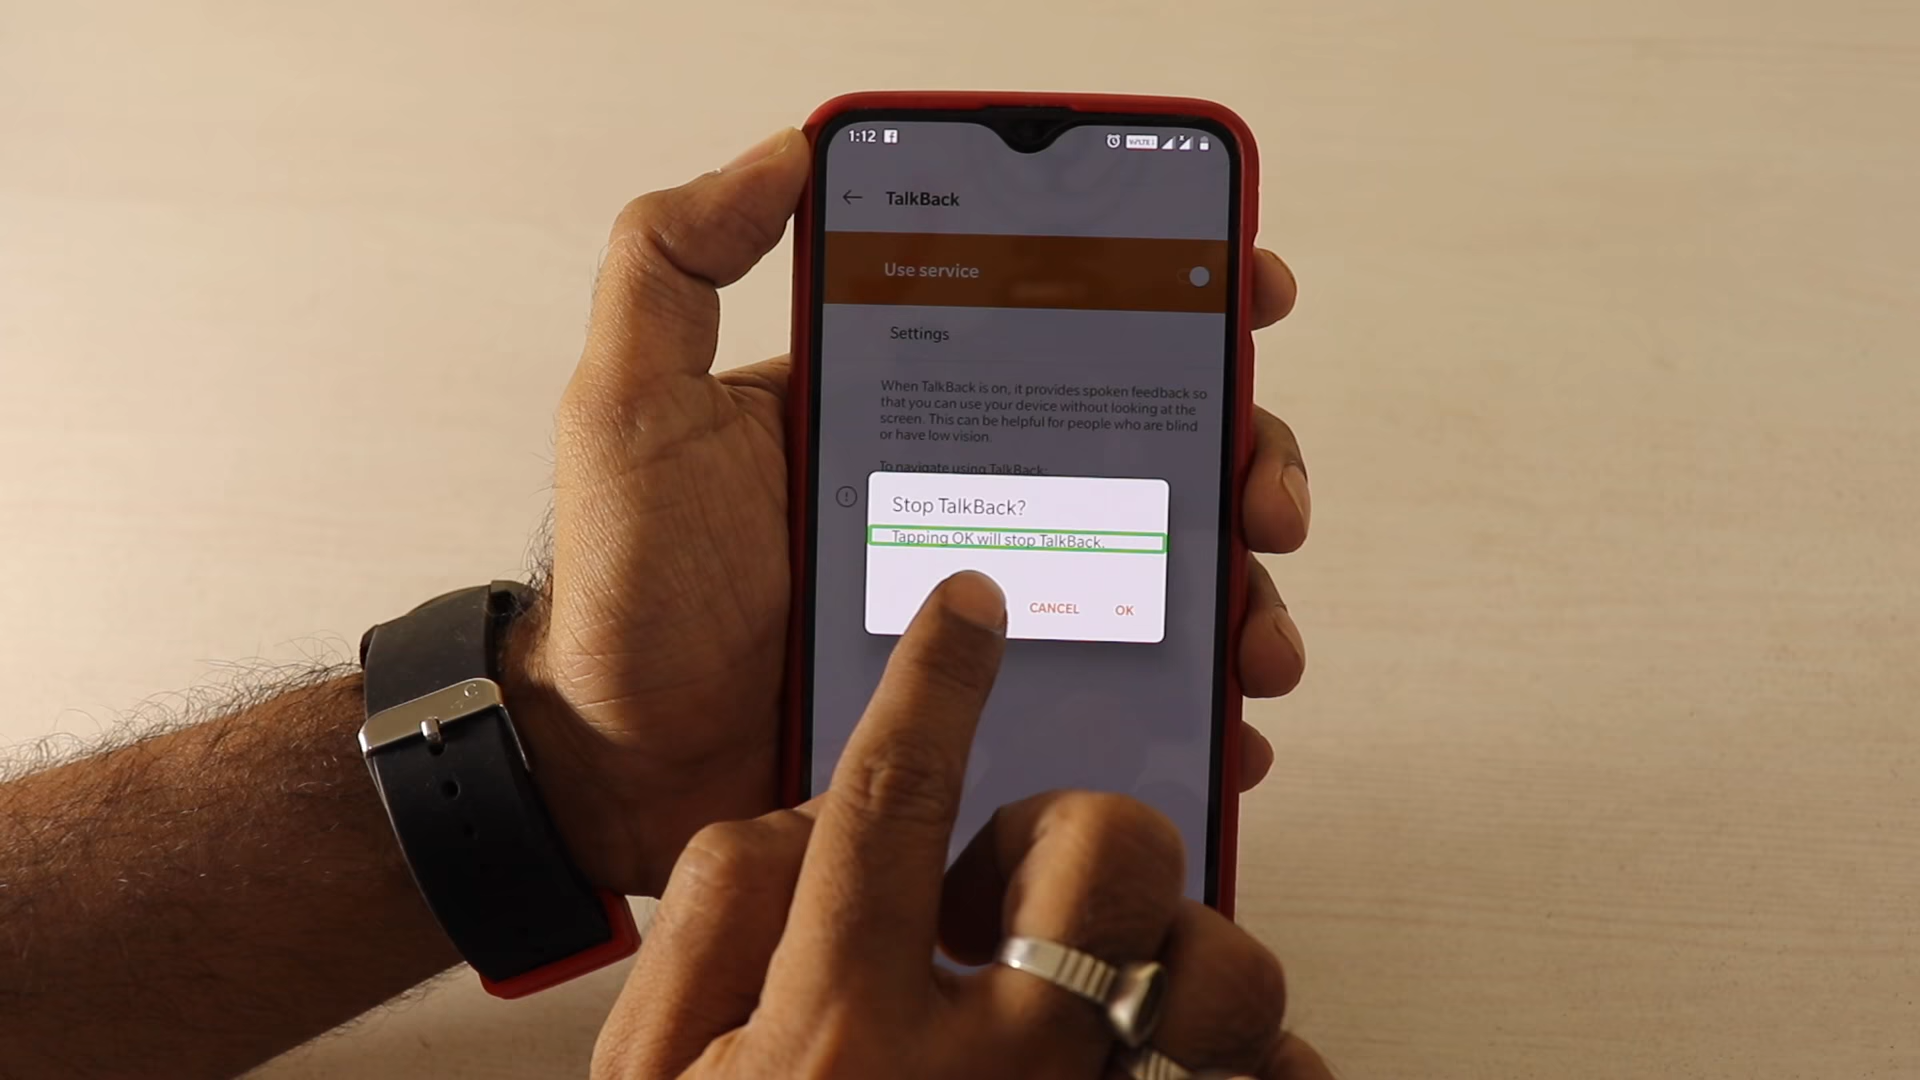 1:12
TalkBack
Use service
Settings
When TalkBack is on, it provides spoken feedback so
that you can use your device without looking at the
screen. This can be helpful for people who are blind
or have low vision.
To navigate using TalkBack:
Stop TalkBack?
Tapping OK will stop TalkBack.
CANCEL OK